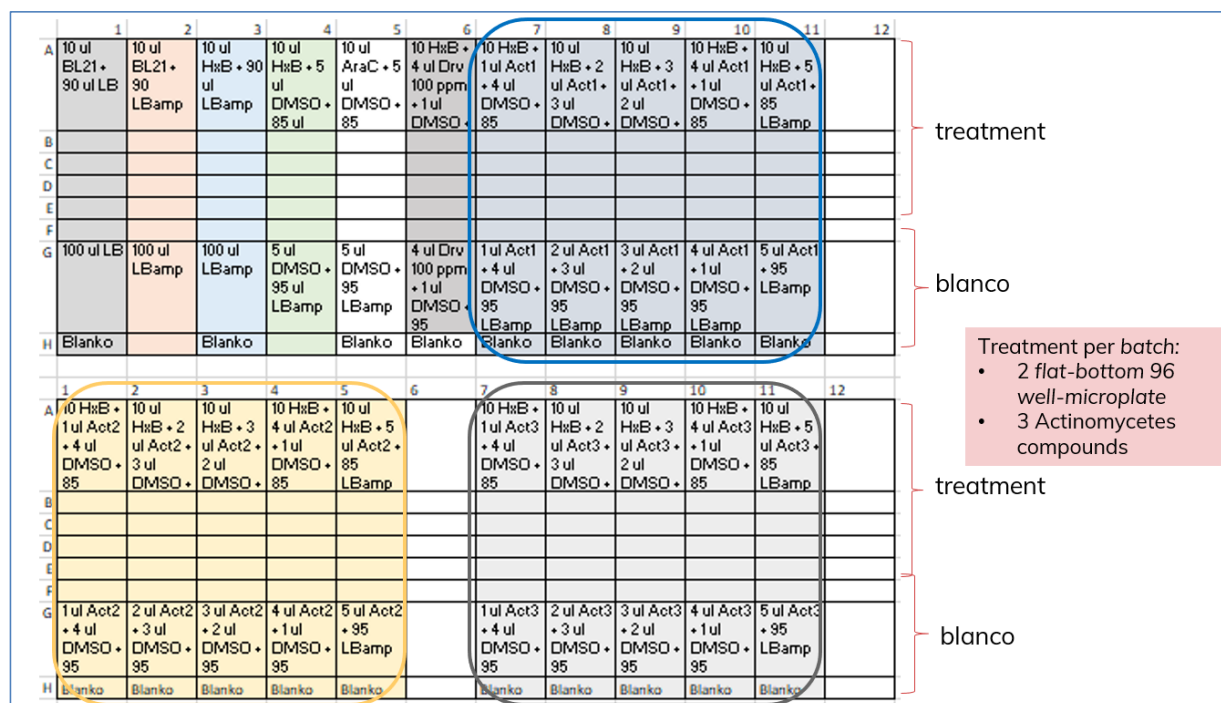 1 2 3 4 5 6 7 8 9 10 11 12
A
10 ul BL21 + 90 ul LB
10 ul BL21 + 90 LBamp
10 ul HxB + 90 ul LBamp
10 ul HxB + 5 ul DMSO + 85 ul
10 ul AraC + 5 ul DMSO + 85
10 HxB + 4 ul Drv 100 ppm + 1 ul DMSO +
10 HxB + 1 ul Act1 + 4 ul DMSO + 85
10 ul HxB + 2 ul Act1 + 3 ul DMSO +
10 ul HxB + 3 ul Act1 + 2 ul DMSO +
10 HxB + 4 ul Act1 + 1 ul DMSO + 85
10 ul HxB + 5 ul Act1 + 85 LBamp
treatment
B
C
D
E
F
G
100 ul LB
100 ul LBamp
100 ul LBamp
5 ul DMSO + 95 ul LBamp
5 ul DMSO + 95 LBamp
4 ul Drv 100 ppm + 1 ul DMSO + 95
1 ul Act1 + 4 ul DMSO + 95 LBamp
2 ul Act1 + 3 ul DMSO + 95 LBamp
3 ul Act1 + 2 ul DMSO + 95 LBamp
4 ul Act1 + 1 ul DMSO + 95 LBamp
5 ul Act1 + 95 LBamp
blanco
H Blanko Blanko Blanko Blanko Blanko Blanko Blanko Blanko Blanko
Treatment per batch:
• 2 flat-bottom 96
well-microplate
• 3 Actinomycetes
compounds
1 2 3 4 5 6 7 8 9 10 11 12
A
10 HxB + 1 ul Act2 + 4 ul DMSO + 85
10 ul HxB + 2 ul Act2 + 3 ul DMSO +
10 ul HxB + 3 ul Act2 + 2 ul DMSO +
10 HxB + 4 ul Act2 + 1 ul DMSO + 85
10 ul HxB + 5 ul Act2 + 85 LBamp
10 HxB + 1 ul Act3 + 4 ul DMSO + 85
10 ul HxB + 2 ul Act3 + 3 ul DMSO +
10 ul HxB + 3 ul Act3 + 2 ul DMSO +
10 HxB + 4 ul Act3 + 1 ul DMSO + 85
10 ul HxB + 5 ul Act3 + 85 LBamp
treatment
B
C
D
E
F
G
1 ul Act2 + 4 ul DMSO + 95
2 ul Act2 + 3 ul DMSO + 95
3 ul Act2 + 2 ul DMSO + 95
4 ul Act2 + 1 ul DMSO + 95
5 ul Act2 + 95 LBamp
1 ul Act3 + 4 ul DMSO + 95
2 ul Act3 + 3 ul DMSO + 95
3 ul Act3 + 2 ul DMSO + 95
4 ul Act3 + 1 ul DMSO + 95
5 ul Act3 + 95 LBamp
blanco
H Blanko Blanko Blanko Blanko Blanko Blanko Blanko Blanko Blanko Blanko